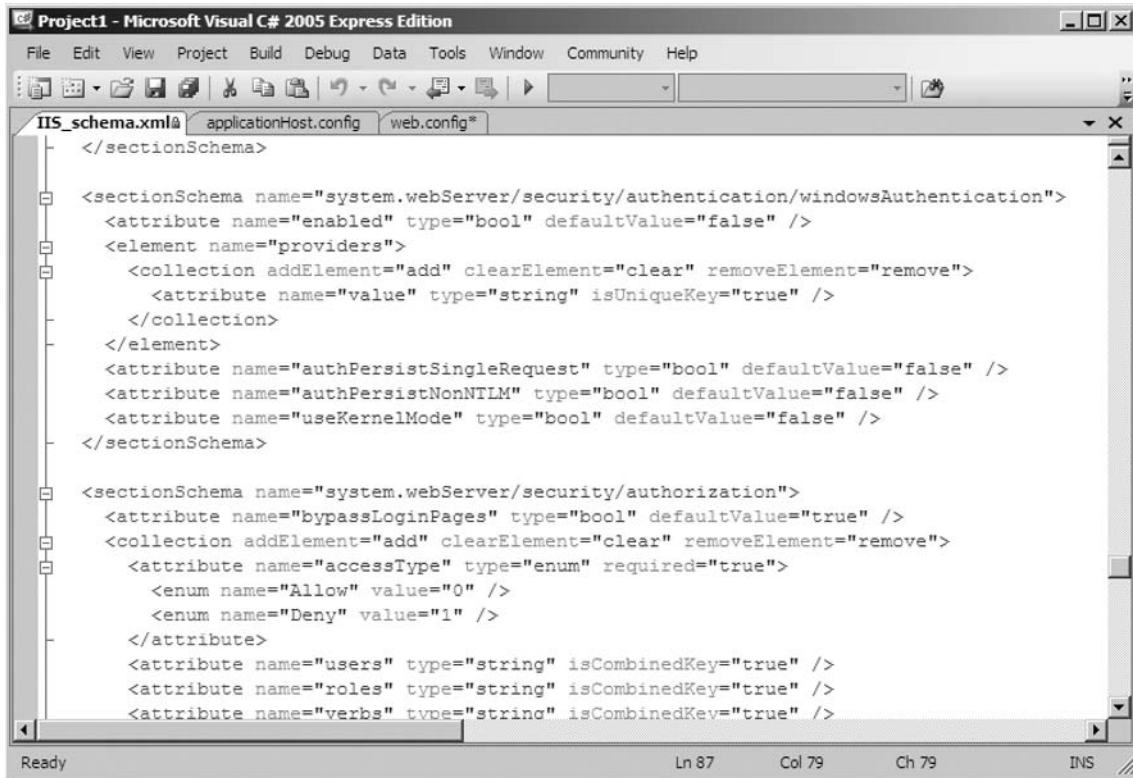 Project1 - Microsoft Visual C# 2005 Express Edition
File Edit View Project Build Debug Data Tools Window Community Help
IIS_schema.xml applicationHost.config web.config*
</sectionSchema>
<sectionSchema name="system.webServer/security/authentication/windowsAuthentication">
<attribute name="enabled" type="bool" defaultValue="false" />
<element name="providers">
<collection addElement="add" clearElement="clear" removeElement="remove">
<attribute name="value" type="string" isUniqueKey="true" />
</collection>
</element>
<attribute name="authPersistSingleRequest" type="bool" defaultValue="false" />
<attribute name="authPersistNonNTLM" type="bool" defaultValue="false" />
<attribute name="useKernelMode" type="bool" defaultValue="false" />
</sectionSchema>
<sectionSchema name="system.webServer/security/authorization">
<attribute name="bypassLoginPages" type="bool" defaultValue="true" />
<collection addElement="add" clearElement="clear" removeElement="remove">
<attribute name="accessType" type="enum" required="true">
<enum name="Allow" value="0" />
<enum name="Deny" value="1" />
</attribute>
<attribute name="users" type="string" isCombinedKey="true" />
<attribute name="roles" type="string" isCombinedKey="true" />
<attribute name="verbs" type="string" isCombinedKey="true" />
Ready Ln 87 Col 79 Ch 79 INS